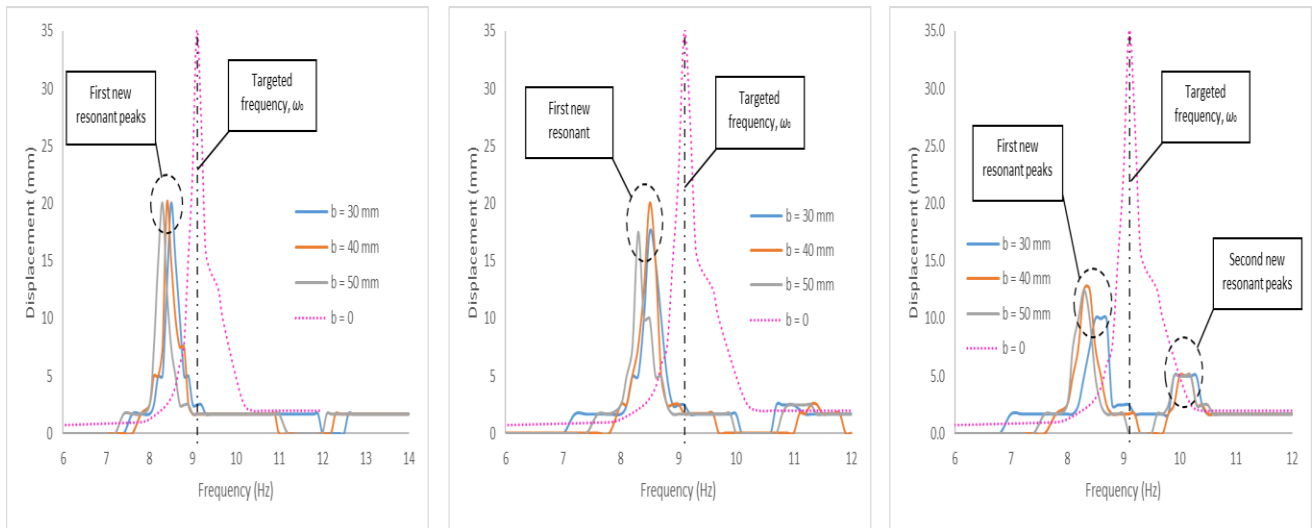 35
30
25
20
15
10
5
0
Displacement (mm)
First new
resonant peaks
Targeted
frequency, ω₀
b = 30 mm
b = 40 mm
b = 50 mm
b = 0
6 7 8 9 10 11 12 13 14
Frequency (Hz)
35
30
25
20
15
10
5
0
Displacement (mm)
First new
resonant
Targeted
frequency, ω₀
b = 30 mm
b = 40 mm
b = 50 mm
b = 0
6 7 8 9 10 11 12
Frequency (Hz)
35.0
30.0
25.0
20.0
15.0
10.0
5.0
0.0
Displacement (mm)
Targeted
frequency, ω₀
First new
resonant peaks
b = 30 mm
b = 40 mm
b = 50 mm
b = 0
Second new
resonant peaks
6 7 8 9 10 11 12
Frequency (Hz)